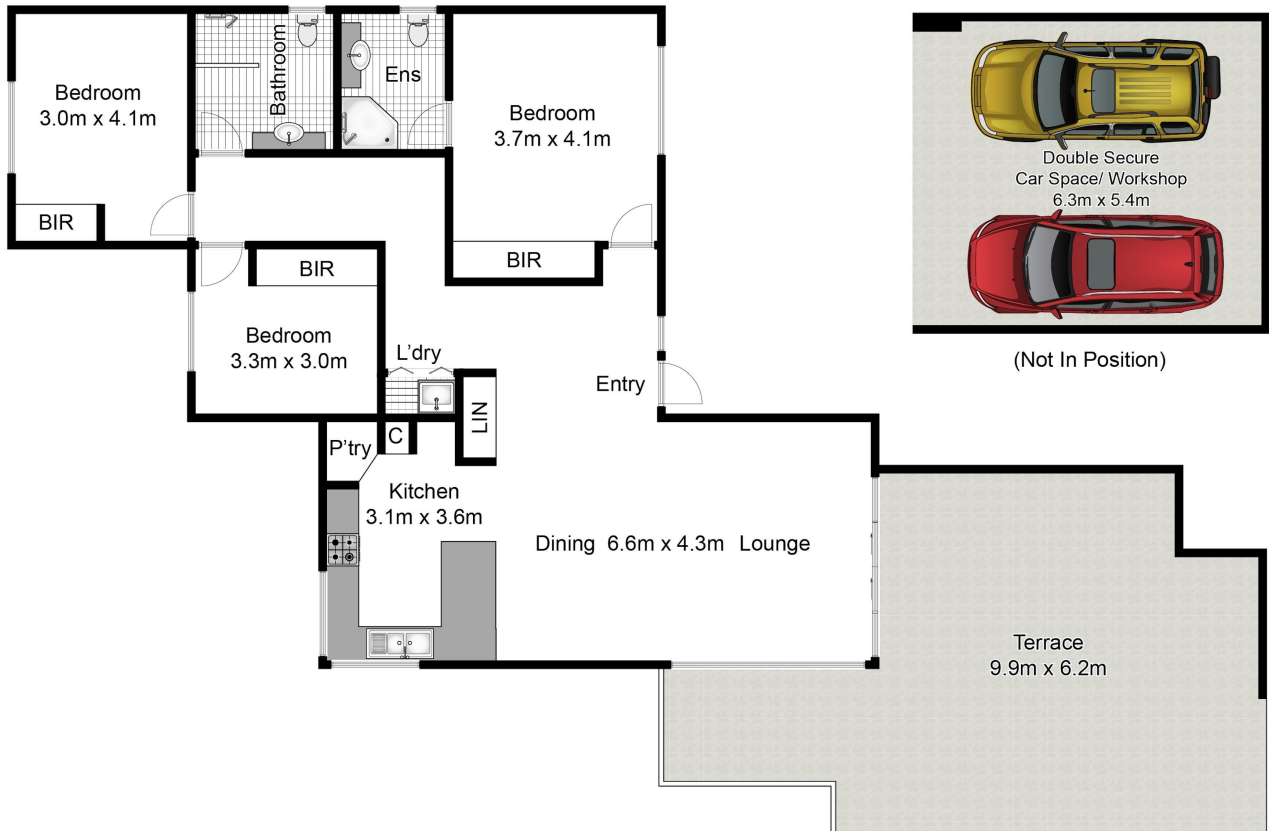 Bedroom
3.0m x 4.1m
BIR
Bathroom
Ens
Bedroom
3.7m x 4.1m
BIR
Double Secure
Car Space/ Workshop
6.3m x 5.4m
(Not In Position)
BIR
Bedroom
3.3m x 3.0m
L'dry
Entry
LIN
P'try
C
Kitchen
3.1m x 3.6m
Dining 6.6m x 4.3m Lounge
Terrace
9.9m x 6.2m